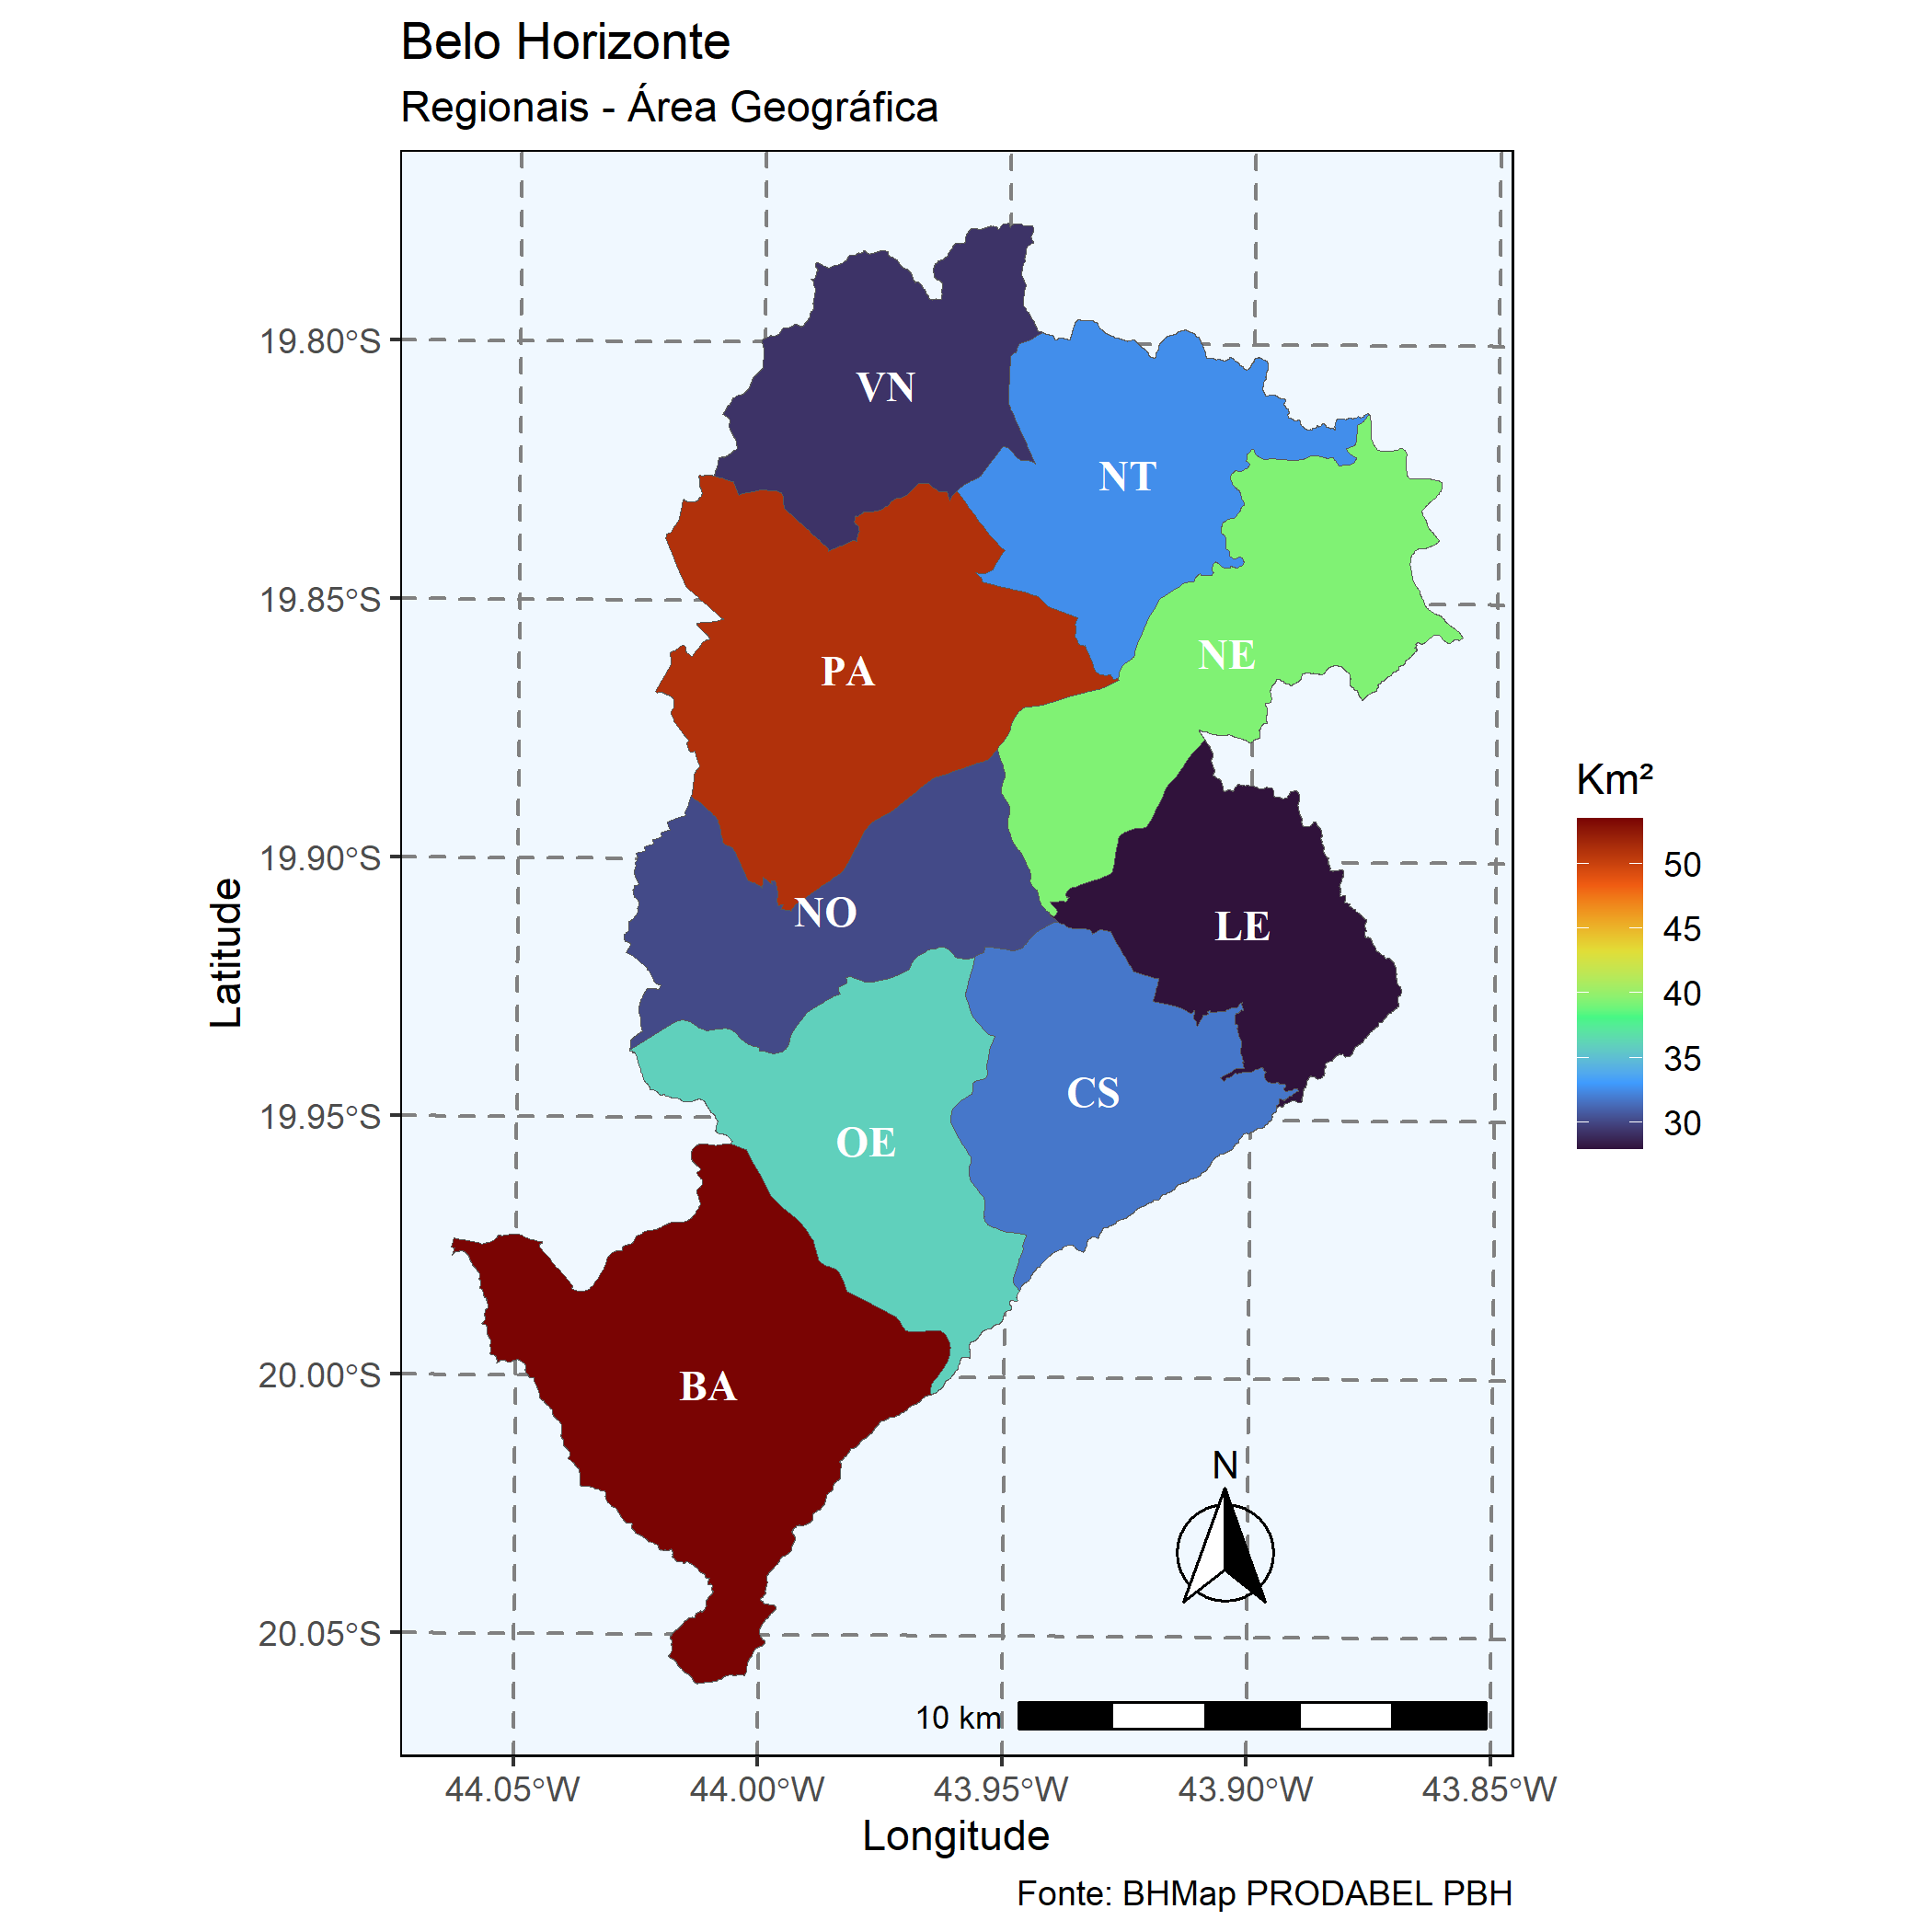 Belo Horizonte
Regionais - Área Geográfica
19.80°S
19.85°S
19.90°S
19.95°S
20.00°S
20.05°S
Latitude
VN
NT
NE
PA
NO
LE
CS
OE
BA
N
10 km
Km²
50
45
40
35
30
44.05°W 44.00°W 43.95°W 43.90°W 43.85°W
Longitude
Fonte: BHMap PRODABEL PBH